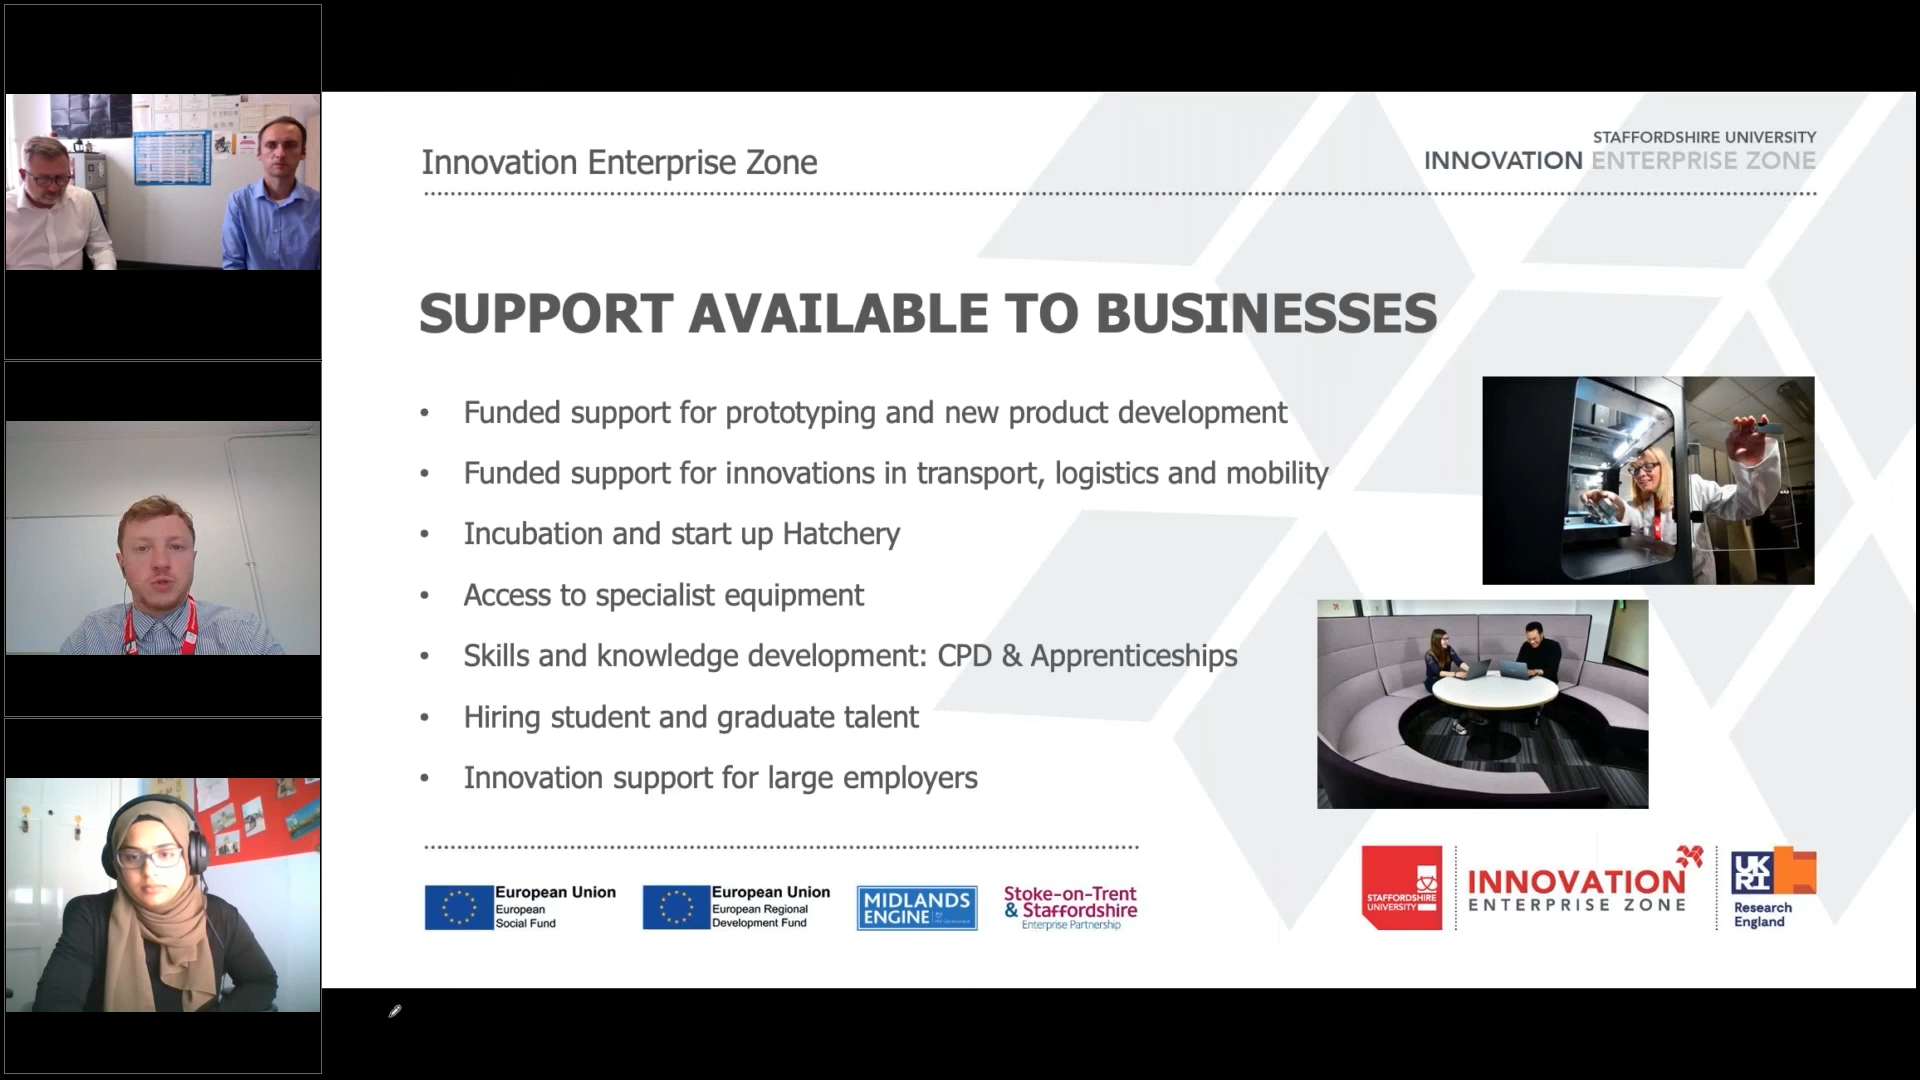 Innovation Enterprise Zone
STAFFORDSHIRE UNIVERSITY
INNOVATION ENTERPRISE ZONE
SUPPORT AVAILABLE TO BUSINESSES
• Funded support for prototyping and new product development
• Funded support for innovations in transport, logistics and mobility
• Incubation and start up Hatchery
• Access to specialist equipment
• Skills and knowledge development: CPD & Apprenticeships
• Hiring student and graduate talent
• Innovation support for large employers
European Union
European
Social Fund
European Union
European Regional
Development Fund
MIDLANDS
ENGINE
Stoke-on-Trent
& Staffordshire
Enterprise Partnership
STAFFORDSHIRE
UNIVERSITY
INNOVATION
ENTERPRISE ZONE
UK
RI
Research
England